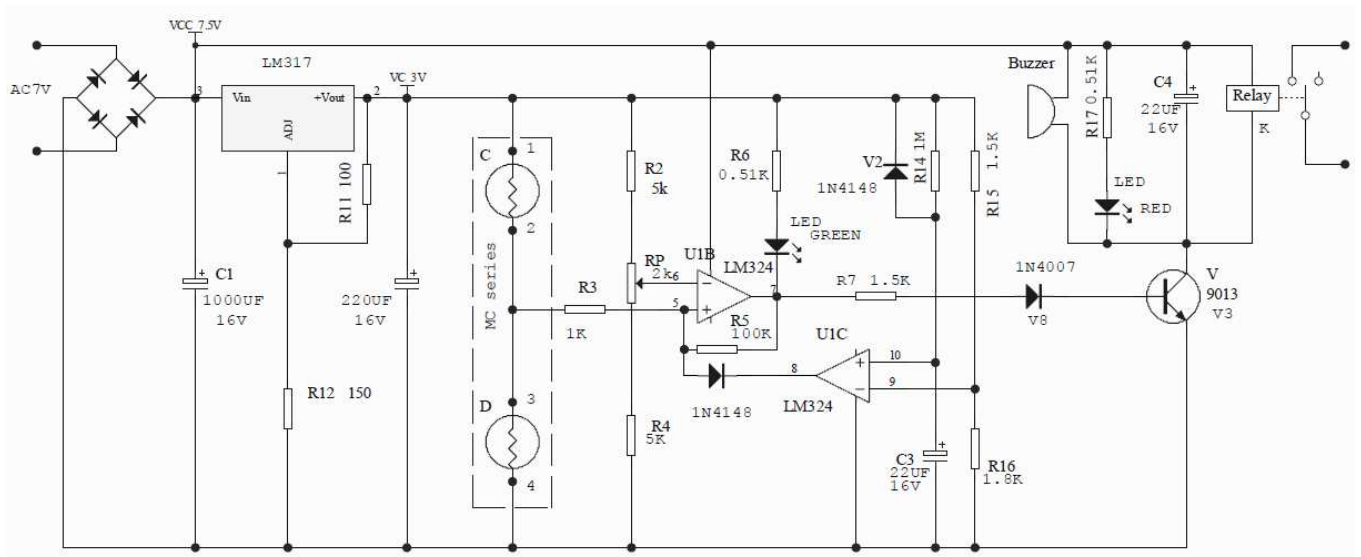 VCC 7.5V
AC7V
LM317
3
Vin
+Vout
2
ADJ
1
VC 3V
R11 100
C1
1000UF
16V
220UF
16V
R12 150
MC series
C
1
2
D
3
4
R3
1K
R2
5k
RP
2k
6
5
U1B
LM324
7
R5
100K
R4
5K
R6
0.51K
LED
GREEN
1N4148
8
U1C
LM324
10
9
V2
1N4148
R14 1M
R15 1.5K
C3
22UF
16V
R16
1.8K
R7 1.5K
1N4007
V8
Buzzer
R17 0.51K
LED
RED
C4
22UF
16V
Relay
K
V
9013
V3